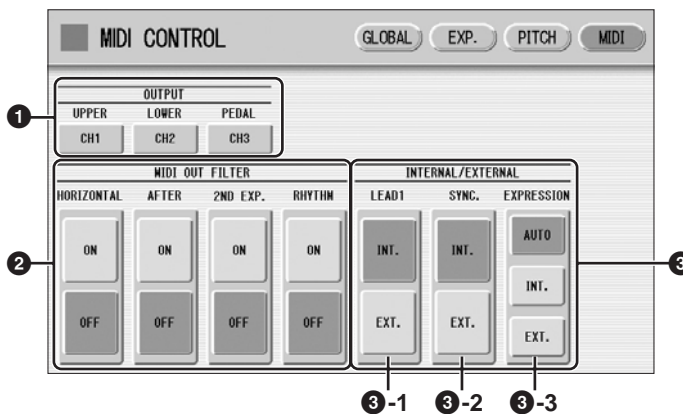 MIDI CONTROL GLOBAL EXP. PITCH MIDI
1 OUTPUT
UPPER LOWER PEDAL
CH1 CH2 CH3
MIDI OUT FILTER INTERNAL/EXTERNAL
HORIZONTAL AFTER 2ND EXP. RHYTHM LEAD1 SYNC. EXPRESSION
ON ON ON ON INT. INT. AUTO
2 3
INT.
OFF OFF OFF OFF EXT. EXT. EXT.
3-1 3-2 3-3